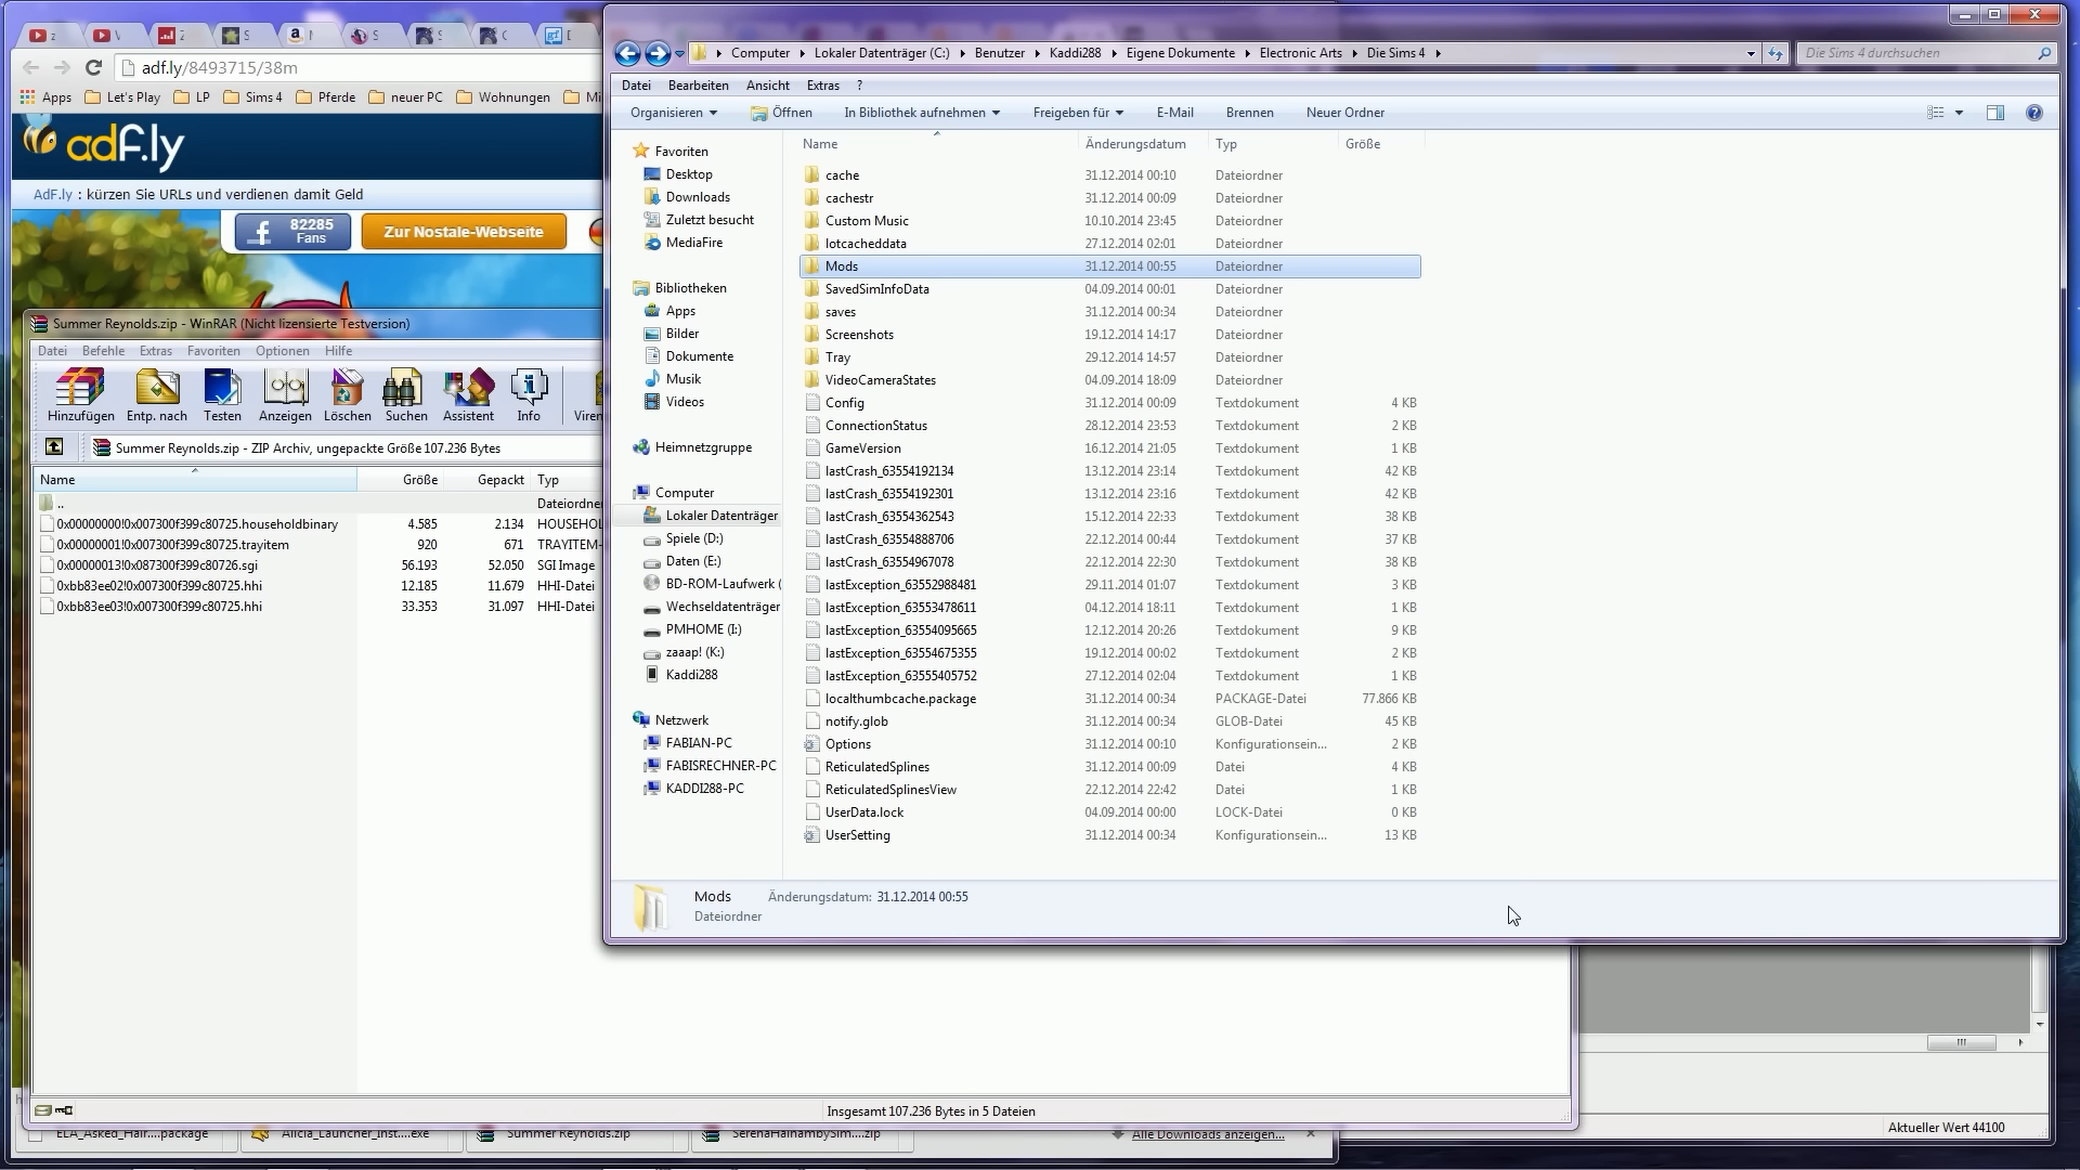 adf.ly/8493715/38m
Apps Let's Play LP Sims 4 Pferde neuer PC Wohnungen
adf.ly
AdF.ly : kürzen Sie URLs und verdienen damit Geld
82285
Fans
Zur Nostale-Webseite
Summer Reynolds.zip - WinRAR (Nicht lizensierte Testversion)
Datei Befehle Extras Favoriten Optionen Hilfe
Hinzufügen Entp. nach Testen Anzeigen Löschen Suchen Assistent Info Viren
Summer Reynolds.zip - ZIP Archiv, ungepackte Größe 107.236 Bytes
Name Größe Gepackt Typ
.. Dateiordner
0x00000000!0x007300f399c80725.householdbinary 4.585 2.134 HOUSEHOL
0x00000001!0x007300f399c80725.trayitem 920 671 TRAYITEM-
0x00000013!0x087300f399c80726.sgi 56.193 52.050 SGI Image
0xbb83ee02!0x007300f399c80725.hhi 12.185 11.679 HHI-Datei
0xbb83ee03!0x007300f399c80725.hhi 33.353 31.097 HHI-Datei
Insgesamt 107.236 Bytes in 5 Dateien
ELA_Asked_Hair....package Alicia_Launcher_Inst....exe Summer Reynolds.zip SerenaHalnambySim....zip Alle Downloads anzeigen...
Aktueller Wert 44100
Computer Lokaler Datenträger (C:) Benutzer Kaddi288 Eigene Dokumente Electronic Arts Die Sims 4
Die Sims 4 durchsuchen
Datei Bearbeiten Ansicht Extras ?
Organisieren Öffnen In Bibliothek aufnehmen Freigeben für E-Mail Brennen Neuer Ordner
Favoriten
Desktop
Downloads
Zuletzt besucht
MediaFire
Bibliotheken
Apps
Bilder
Dokumente
Musik
Videos
Heimnetzgruppe
Computer
Lokaler Datenträger
Spiele (D:)
Daten (E:)
BD-ROM-Laufwerk (
Wechseldatenträger
PMHOME (I:)
zaaap! (K:)
Kaddi288
Netzwerk
FABIAN-PC
FABISRECHNER-PC
KADDI288-PC
Name Änderungsdatum Typ Größe
cache 31.12.2014 00:10 Dateiordner
cachestr 31.12.2014 00:09 Dateiordner
Custom Music 10.10.2014 23:45 Dateiordner
lotcacheddata 27.12.2014 02:01 Dateiordner
Mods 31.12.2014 00:55 Dateiordner
SavedSimInfoData 04.09.2014 00:01 Dateiordner
saves 31.12.2014 00:34 Dateiordner
Screenshots 19.12.2014 14:17 Dateiordner
Tray 29.12.2014 14:57 Dateiordner
VideoCameraStates 04.09.2014 18:09 Dateiordner
Config 31.12.2014 00:09 Textdokument 4 KB
ConnectionStatus 28.12.2014 23:53 Textdokument 2 KB
GameVersion 16.12.2014 21:05 Textdokument 1 KB
lastCrash_63554192134 13.12.2014 23:14 Textdokument 42 KB
lastCrash_63554192301 13.12.2014 23:16 Textdokument 42 KB
lastCrash_63554362543 15.12.2014 22:33 Textdokument 38 KB
lastCrash_63554888706 22.12.2014 00:44 Textdokument 37 KB
lastCrash_63554967078 22.12.2014 22:30 Textdokument 38 KB
lastException_63552988481 29.11.2014 01:07 Textdokument 3 KB
lastException_63553478611 04.12.2014 18:11 Textdokument 1 KB
lastException_63554095665 12.12.2014 20:26 Textdokument 9 KB
lastException_63554675355 19.12.2014 00:02 Textdokument 2 KB
lastException_63555405752 27.12.2014 02:04 Textdokument 1 KB
localthumbcache.package 31.12.2014 00:34 PACKAGE-Datei 77.866 KB
notify.glob 31.12.2014 00:34 GLOB-Datei 45 KB
Options 31.12.2014 00:10 Konfigurationsein... 2 KB
ReticulatedSplines 31.12.2014 00:09 Datei 4 KB
ReticulatedSplinesView 22.12.2014 22:42 Datei 1 KB
UserData.lock 04.09.2014 00:00 LOCK-Datei 0 KB
UserSetting 31.12.2014 00:34 Konfigurationsein... 13 KB
Mods Änderungsdatum: 31.12.2014 00:55
Dateiordner